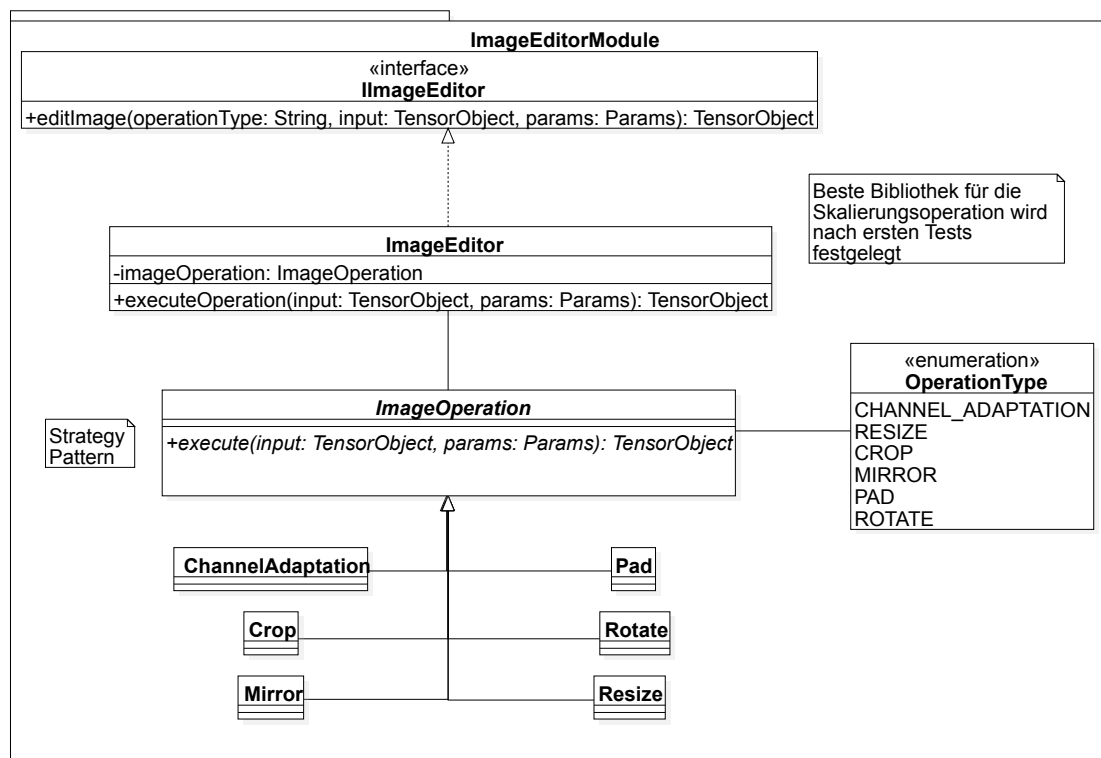 ImageEditorModule
«interface»
IImageEditor
+editImage(operationType: String, input: TensorObject, params: Params): TensorObject
Beste Bibliothek für die
Skalierungsoperation wird
nach ersten Tests
festgelegt
ImageEditor
-imageOperation: ImageOperation
+executeOperation(input: TensorObject, params: Params): TensorObject
«enumeration»
OperationType
CHANNEL_ADAPTATION
RESIZE
CROP
MIRROR
PAD
ROTATE
ImageOperation
+execute(input: TensorObject, params: Params): TensorObject
Strategy
Pattern
ChannelAdaptation
Pad
Crop
Rotate
Mirror
Resize